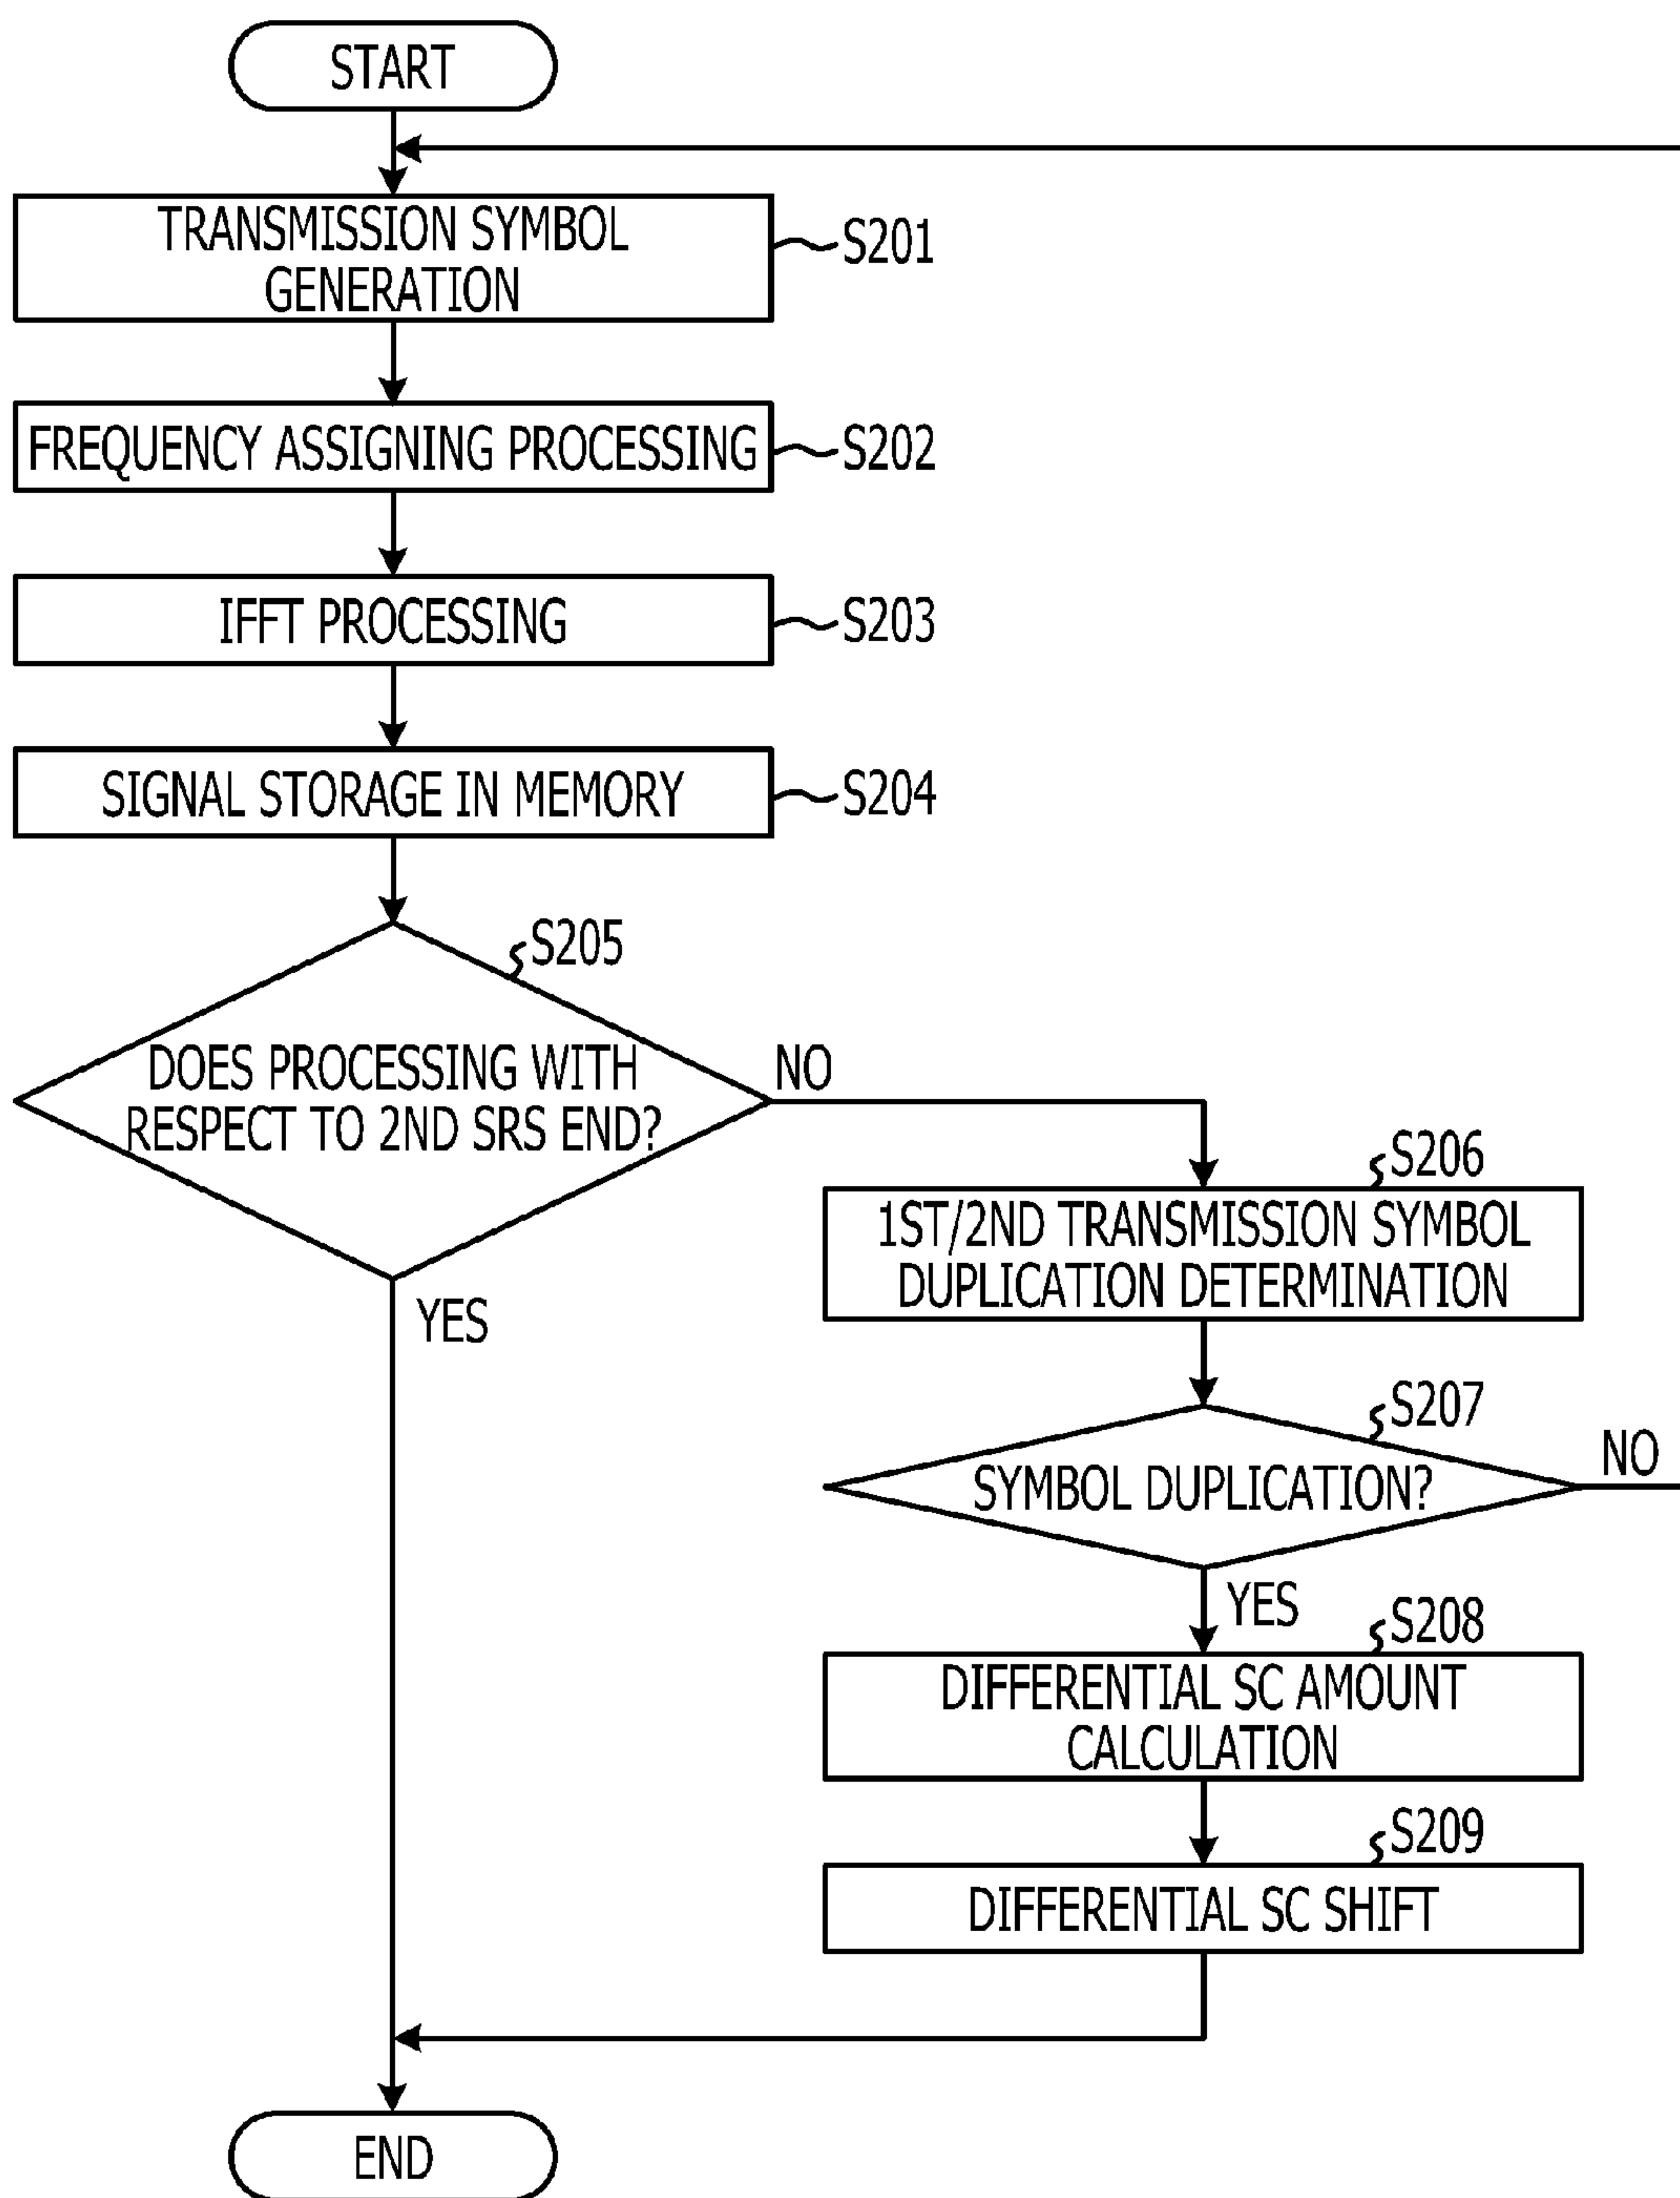 START
TRANSMISSION SYMBOL
GENERATION
S201
FREQUENCY ASSIGNING PROCESSING
S202
IFFT PROCESSING
S203
SIGNAL STORAGE IN MEMORY
S204
S205
DOES PROCESSING WITH
RESPECT TO 2ND SRS END?
NO
YES
S206
1ST/2ND TRANSMISSION SYMBOL
DUPLICATION DETERMINATION
S207
SYMBOL DUPLICATION?
NO
YES
S208
DIFFERENTIAL SC AMOUNT
CALCULATION
S209
DIFFERENTIAL SC SHIFT
END